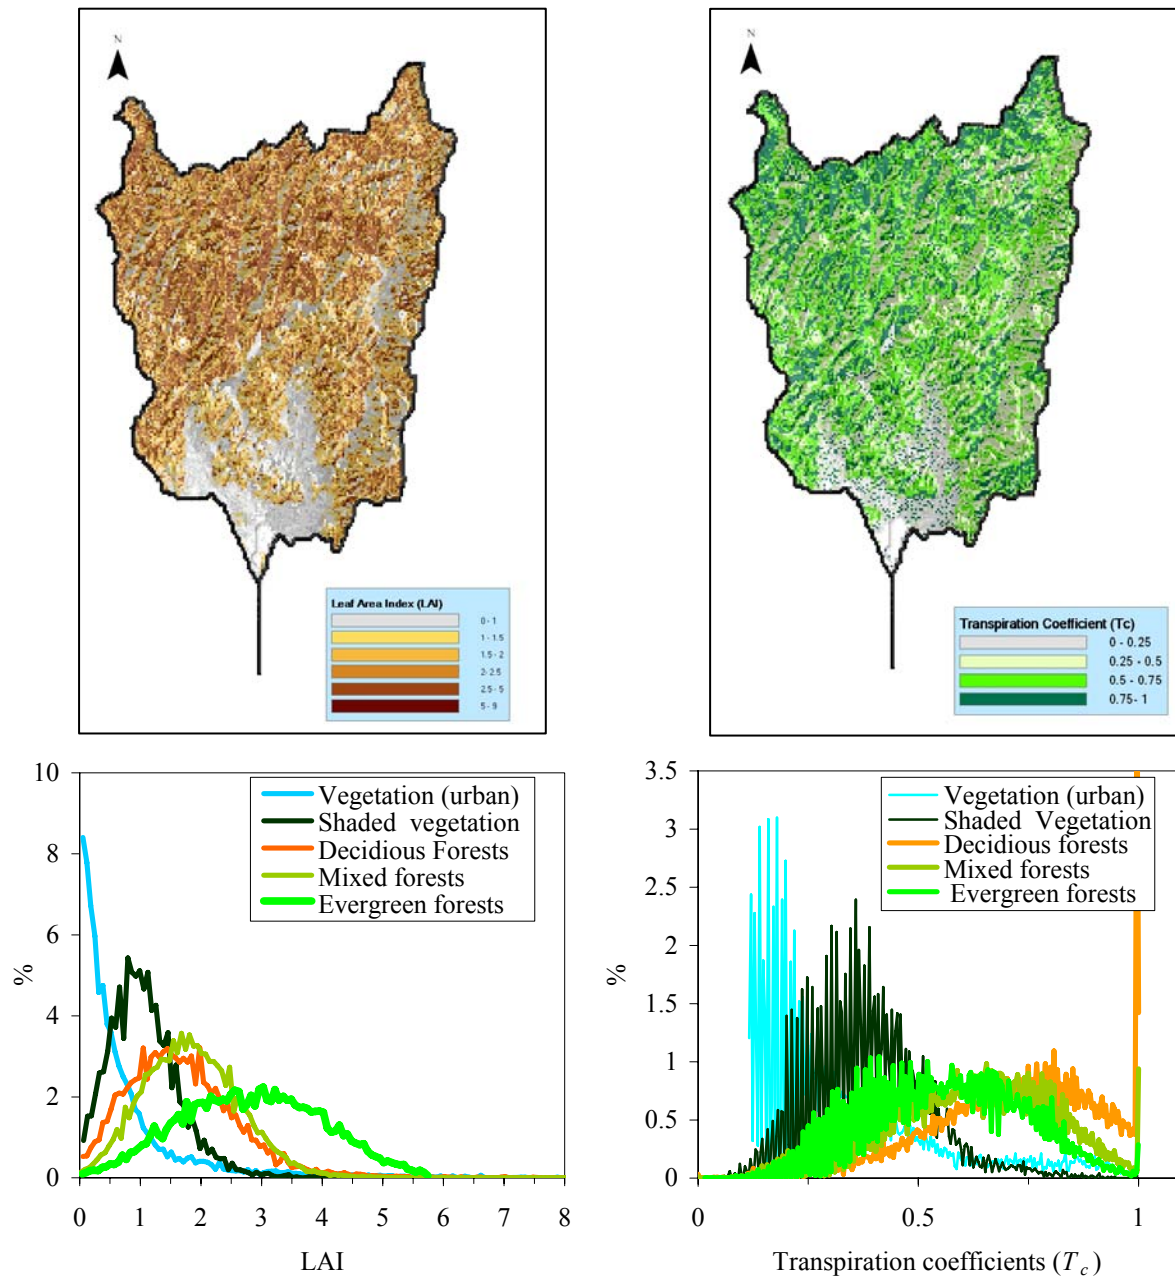 N
Leaf Area Index (LAI)
0 - 1
1 - 1.5
1.5 - 2
2 - 2.5
2.5 - 5
5 - 9
N
Transpiration Coefficient (Tc)
0 - 0.25
0.25 - 0.5
0.5 - 0.75
0.75 - 1
10
8
6
4
2
0
%
Vegetation (urban)
Shaded vegetation
Decidious Forests
Mixed forests
Evergreen forests
0 1 2 3 4 5 6 7 8
LAI
3.5
3
2.5
2
1.5
1
0.5
0
%
Vegetation (urban)
Shaded Vegetation
Decidious forests
Mixed forests
Evergreen forests
0 0.5 1
Transpiration coefficients (T c )